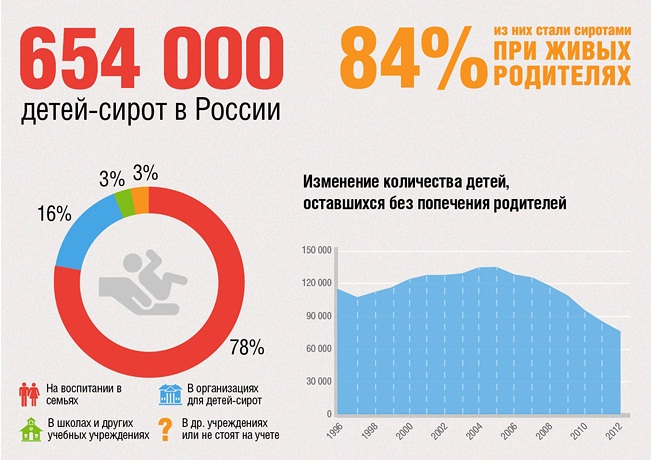 654 000
детей-сирот в России
84%
из них стали сиротами
ПРИ ЖИВЫХ
РОДИТЕЛЯХ
3%
3%
16%
78%
На воспитании в
семьях
В организациях
для детей-сирот
В школах и других
учебных учреждениях
?
В др. учреждениях
или не стоят на учете
Изменение количества детей,
оставшихся без попечения родителей
150 000
120 000
90 000
60 000
30 000
0
1996
1998
2000
2002
2004
2006
2008
2010
2012